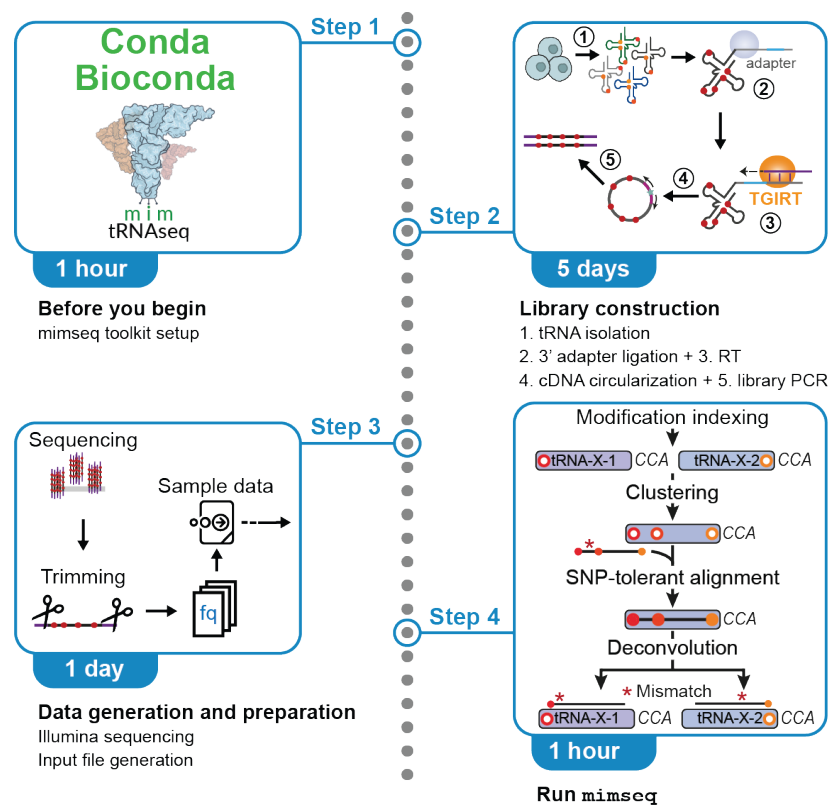 Step 1
Conda
Bioconda
mim
tRNAseq
1 hour
Before you begin
mimseq toolkit setup
Step 2
1
adapter
2
TGIRT
3
4
5
5 days
Library construction
1. tRNA isolation
2. 3’ adapter ligation + 3. RT
4. cDNA circularization + 5. library PCR
Step 3
Sequencing
Sample data
Trimming
fq
1 day
Data generation and preparation
Illumina sequencing
Input file generation
Step 4
Modification indexing
tRNA-X-1 CCA tRNA-X-2 CCA
Clustering
CCA
*
SNP-tolerant alignment
CCA
Deconvolution
* * Mismatch *
tRNA-X-1 CCA tRNA-X-2 CCA
1 hour
Run mimseq